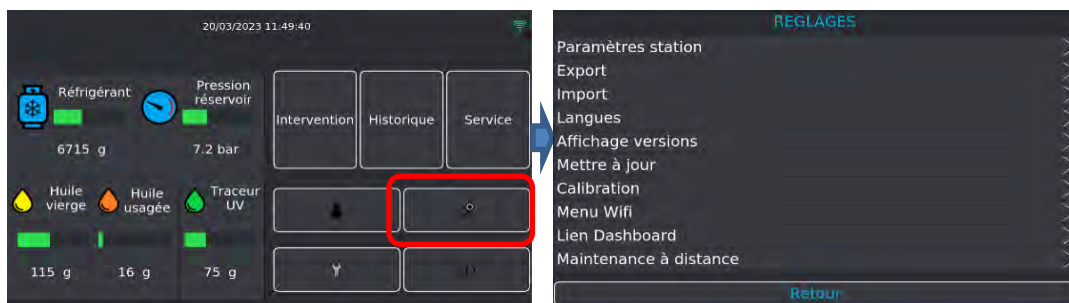 20/03/2023 11:49:40
Réfrigérant
6715 g
Pression
réservoir
7.2 bar
Intervention
Historique
Service
Huile
vierge
115 g
Huile
usagée
16 g
Traceur
UV
75 g
REGLAGES
Paramètres station
Export
Import
Langues
Affichage versions
Mettre à jour
Calibration
Menu Wifi
Lien Dashboard
Maintenance à distance
Retour